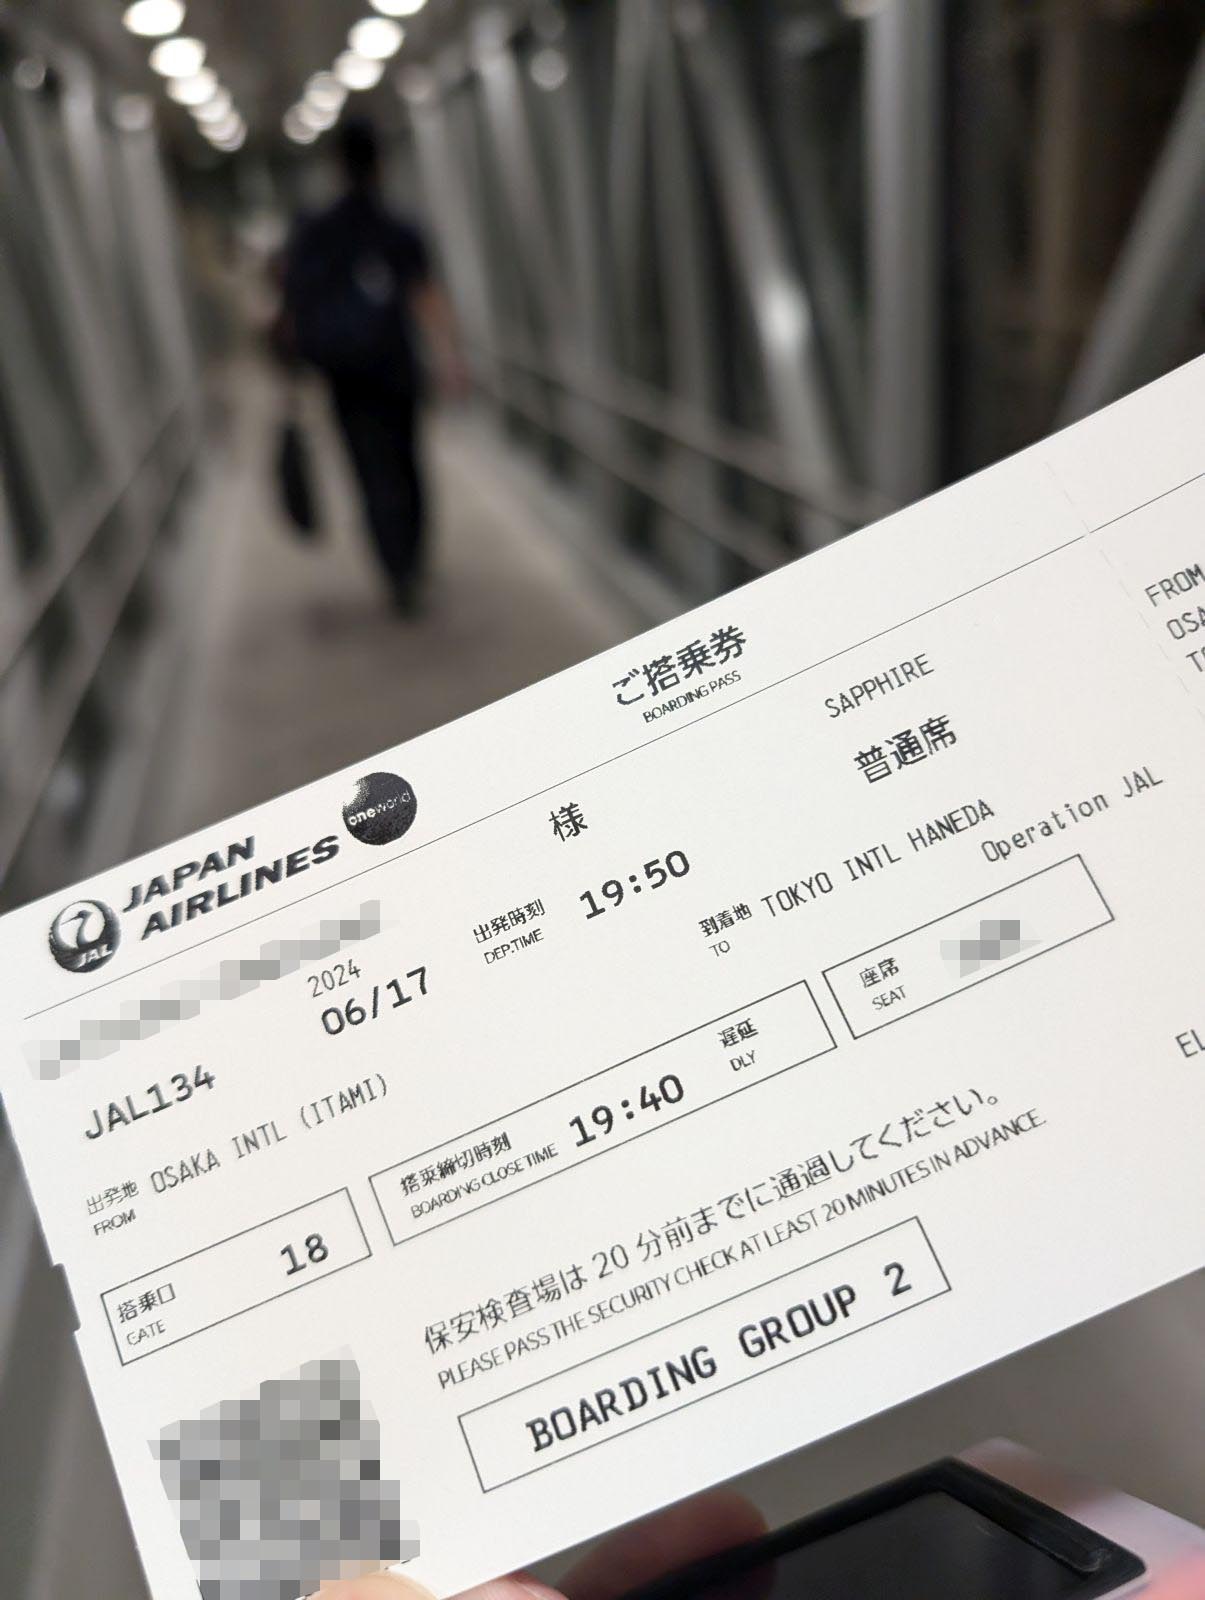 ご搭乗券
BOARDING PASS
JAL
JAPAN
AIRLINES
oneworld
様
SAPPHIRE
普通席
2024
06/17
出発時刻
DEP.TIME
19:50
到着地
TO
TOKYO INTL HANEDA
Operation JAL
JAL134
出発地
FROM
OSAKA INTL (ITAMI)
搭乗口
GATE
18
搭乗締切時刻
BOARDING CLOSE TIME
19:40
遅延
DLY
座席
SEAT
保安検査場は 20 分前までに通過してください。
PLEASE PASS THE SECURITY CHECK AT LEAST 20 MINUTES IN ADVANCE.
BOARDING GROUP 2
FROM